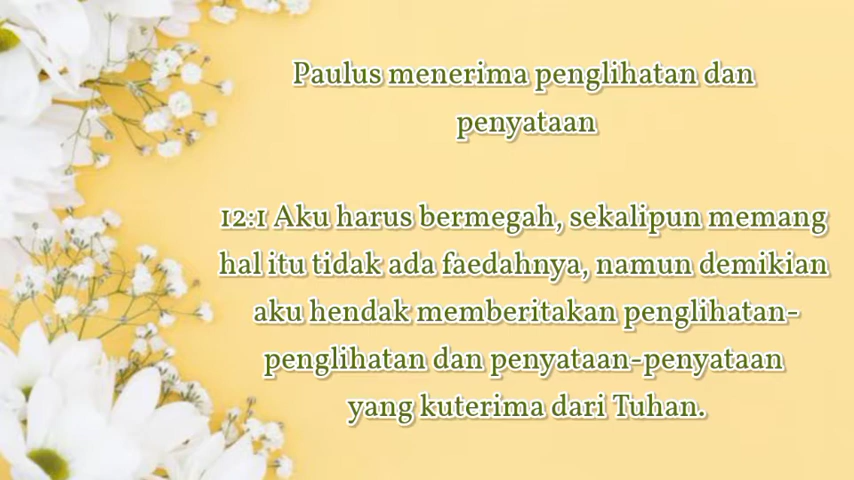 Paulus menerima penglihatan dan
penyataan
12:1 Aku harus bermegah, sekalipun memang
hal itu tidak ada faedahnya, namun demikian
aku hendak memberitakan penglihatan-
penglihatan dan penyataan-penyataan
yang kuterima dari Tuhan.